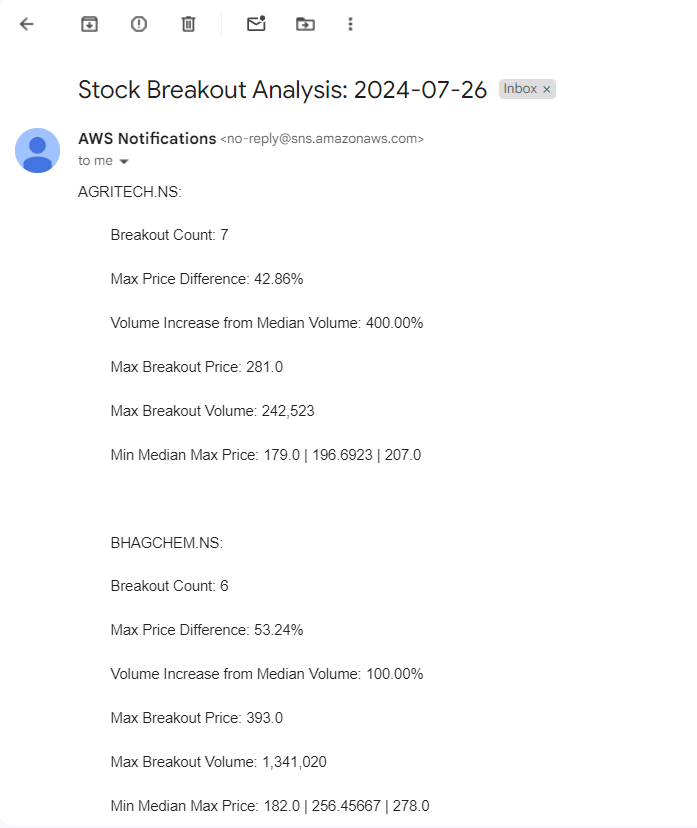 Stock Breakout Analysis: 2024-07-26 Inbox ×
AWS Notifications <no-reply@sns.amazonaws.com>
to me
AGRITECH.NS:
Breakout Count: 7
Max Price Difference: 42.86%
Volume Increase from Median Volume: 400.00%
Max Breakout Price: 281.0
Max Breakout Volume: 242,523
Min Median Max Price: 179.0 | 196.6923 | 207.0
BHAGCHEM.NS:
Breakout Count: 6
Max Price Difference: 53.24%
Volume Increase from Median Volume: 100.00%
Max Breakout Price: 393.0
Max Breakout Volume: 1,341,020
Min Median Max Price: 182.0 | 256.45667 | 278.0